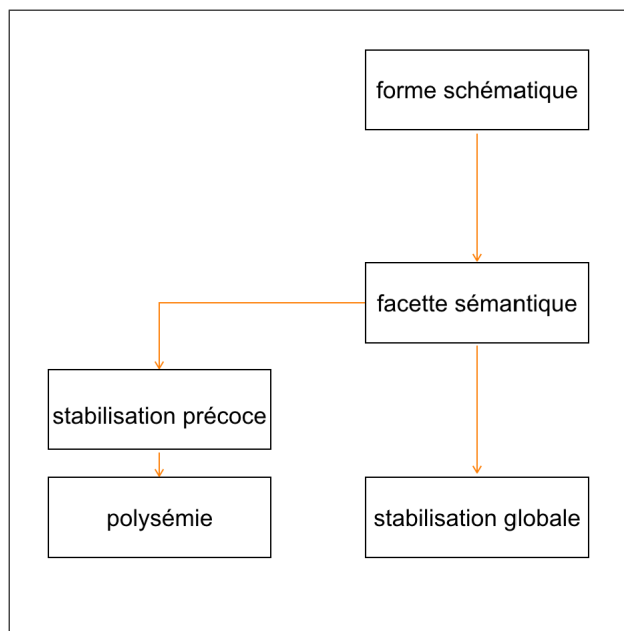 forme schématique
facette sémantique
stabilisation précoce
polysémie
stabilisation globale